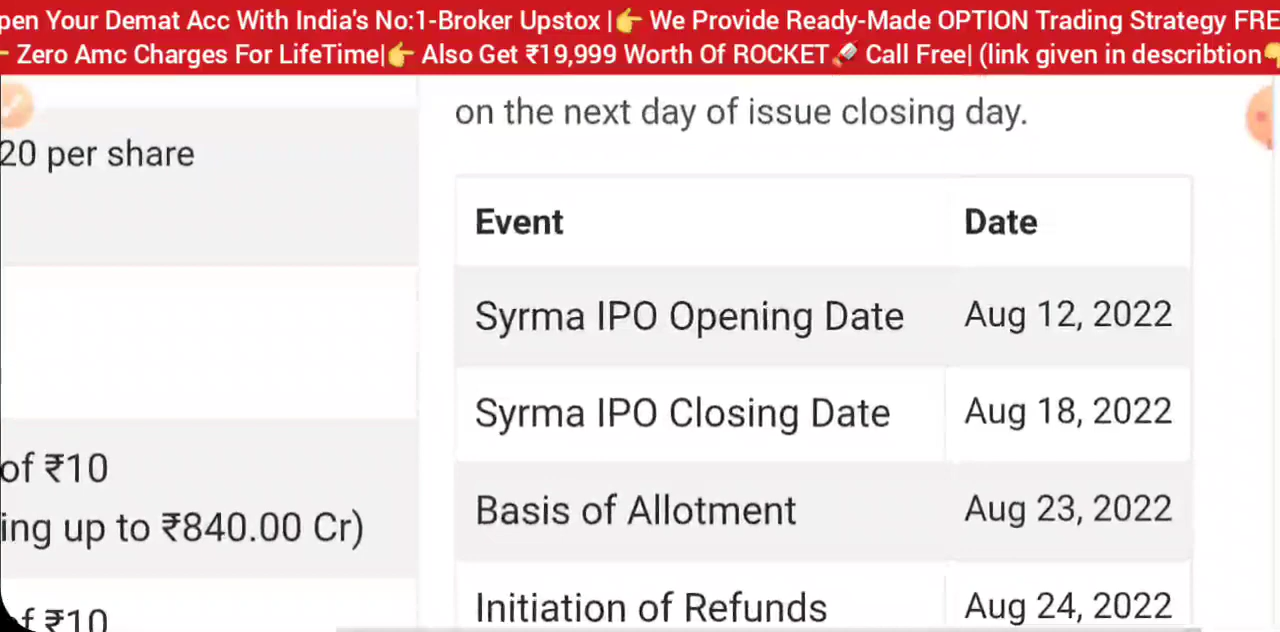 pen Your Demat Acc With India's No:1-Broker Upstox |👉 We Provide Ready-Made OPTION Trading Strategy FRE
Zero Amc Charges For LifeTime|👉 Also Get ₹19,999 Worth Of ROCKET🚀 Call Free| (link given in describtion👇
20 per share
of ₹10
ing up to ₹840.00 Cr)
of ₹10
on the next day of issue closing day.
Event Date
Syrma IPO Opening Date Aug 12, 2022
Syrma IPO Closing Date Aug 18, 2022
Basis of Allotment Aug 23, 2022
Initiation of Refunds Aug 24, 2022